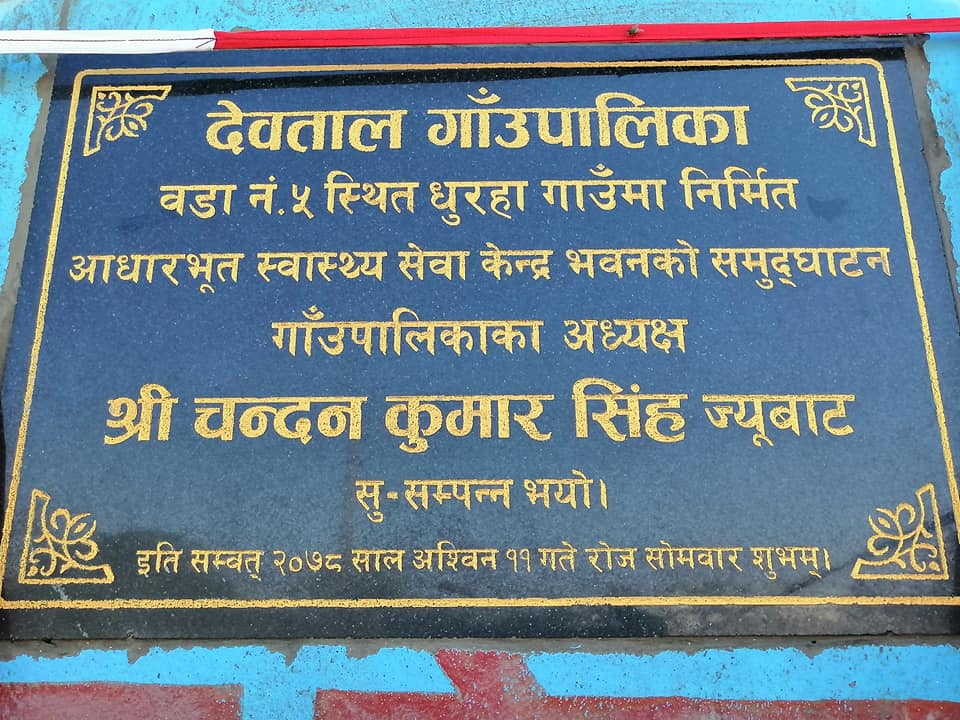 देवताल गाँउपालिका
वडा नं.५ स्थित धुरहा गाउँमा निर्मित
आधारभूत स्वास्थ्य सेवा केन्द्र भवनको समुद्‌घाटन
गाँउपालिकाका अध्यक्ष
श्री चन्दन कुमार सिंह ज्यूबाट
सु-सम्पन्न भयो।
इति सम्वत् २०७८ साल अश्विन ११ गते रोज सोमवार शुभम्।